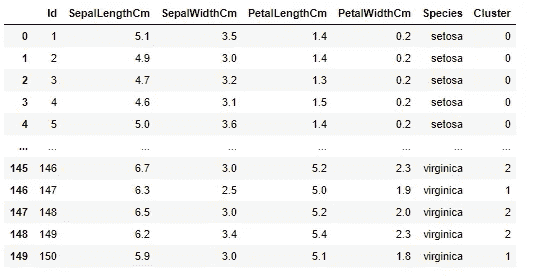 Id SepalLengthCm SepalWidthCm PetalLengthCm PetalWidthCm Species Cluster
0 1 5.1 3.5 1.4 0.2 setosa 0
1 2 4.9 3.0 1.4 0.2 setosa 0
2 3 4.7 3.2 1.3 0.2 setosa 0
3 4 4.6 3.1 1.5 0.2 setosa 0
4 5 5.0 3.6 1.4 0.2 setosa 0
... ... ... ... ... ... ... ...
145 146 6.7 3.0 5.2 2.3 virginica 2
146 147 6.3 2.5 5.0 1.9 virginica 1
147 148 6.5 3.0 5.2 2.0 virginica 2
148 149 6.2 3.4 5.4 2.3 virginica 2
149 150 5.9 3.0 5.1 1.8 virginica 1